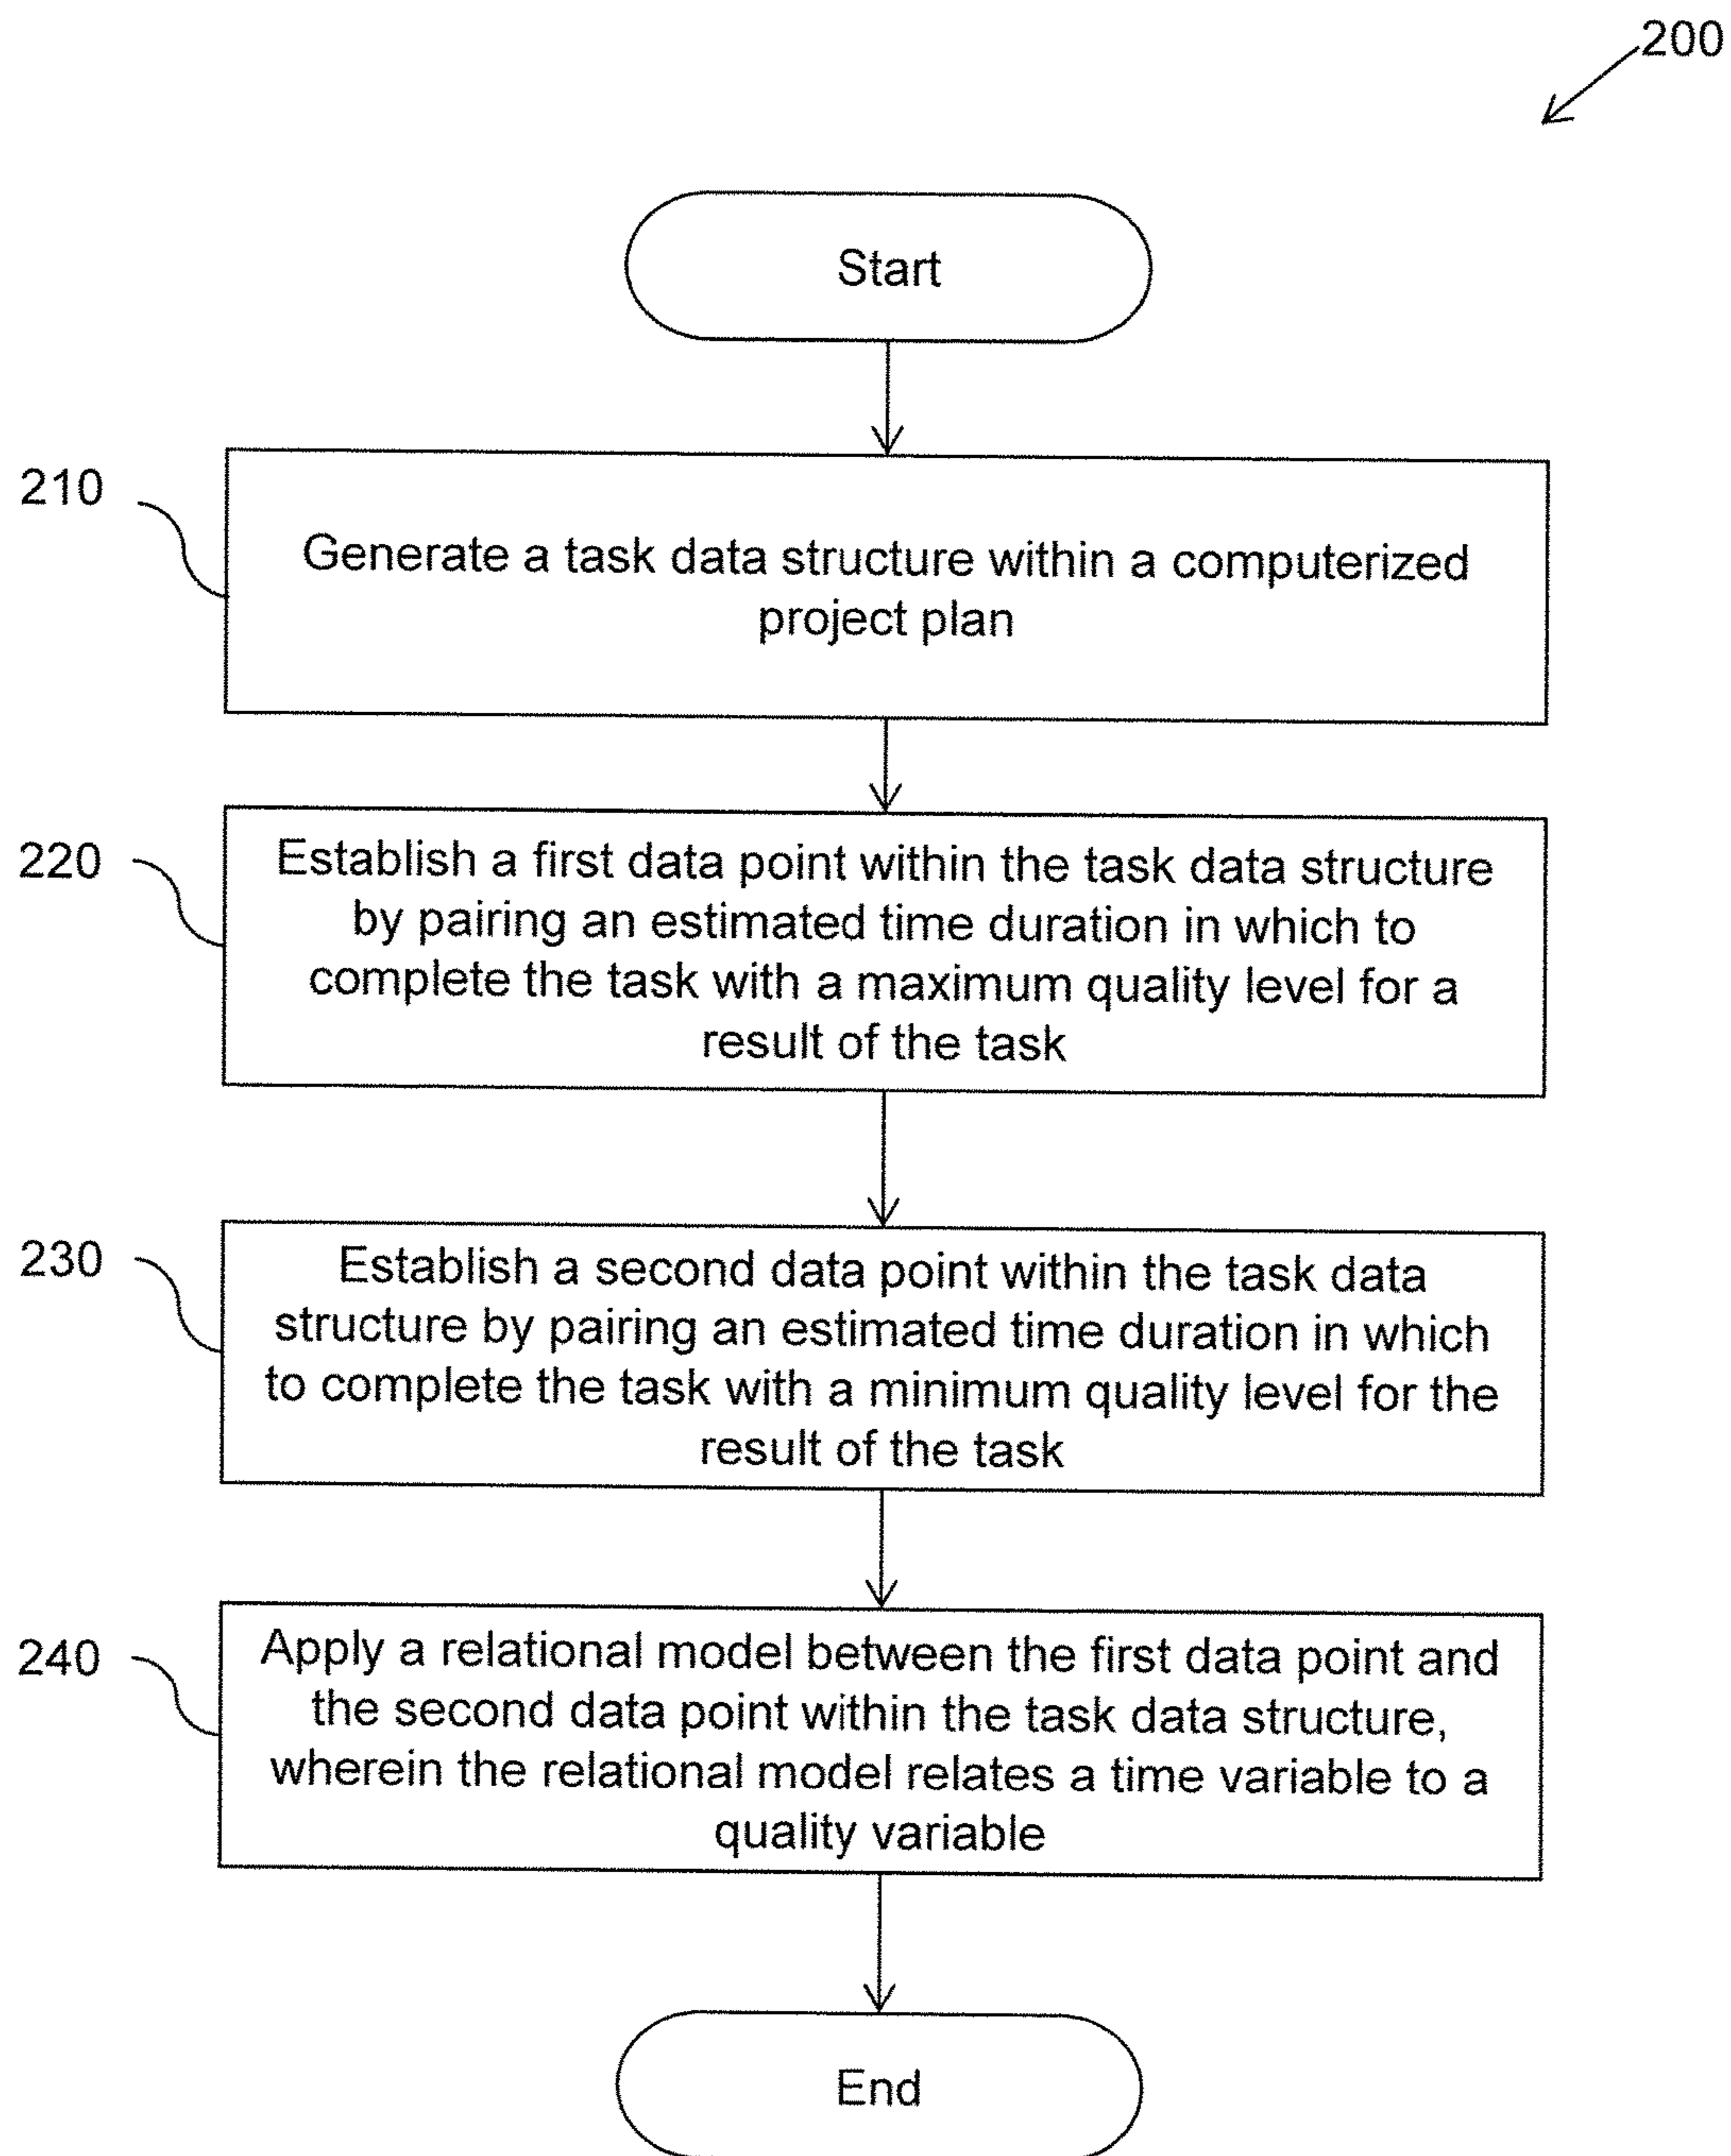 200
Start
210
Generate a task data structure within a computerized
project plan
220
Establish a first data point within the task data structure
by pairing an estimated time duration in which to
complete the task with a maximum quality level for a
result of the task
230
Establish a second data point within the task data
structure by pairing an estimated time duration in which
to complete the task with a minimum quality level for the
result of the task
240
Apply a relational model between the first data point and
the second data point within the task data structure,
wherein the relational model relates a time variable to a
quality variable
End